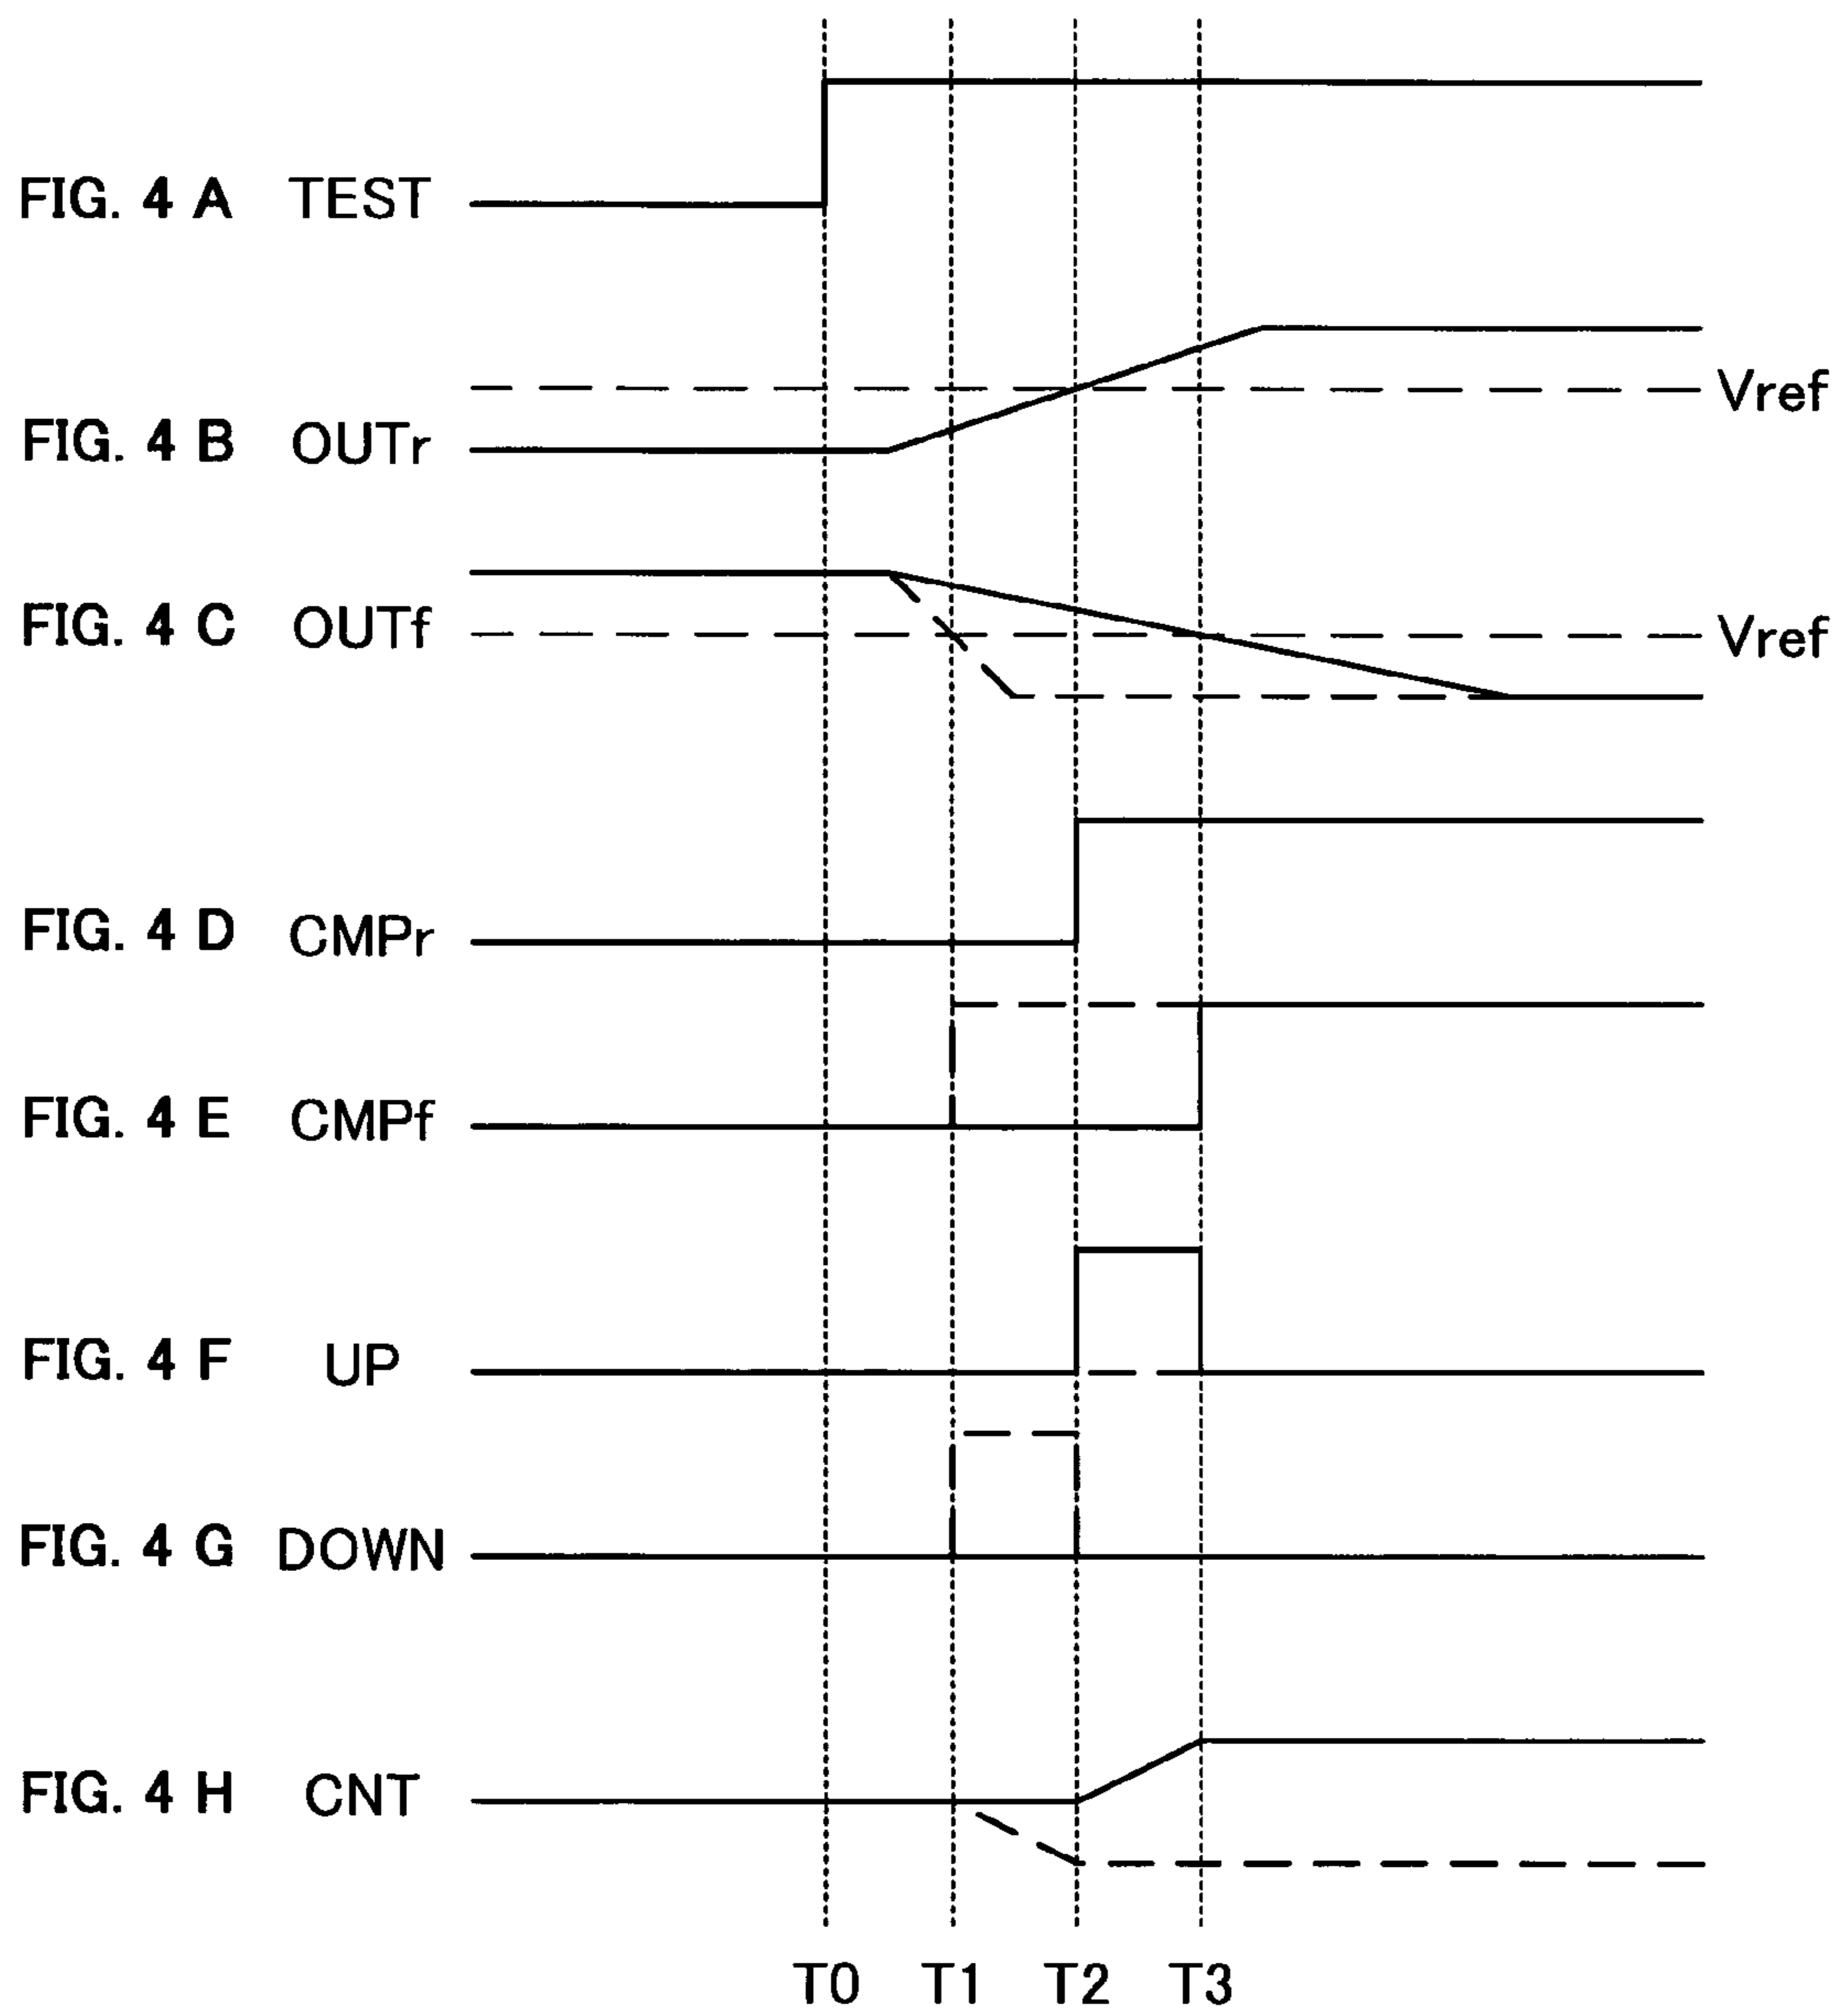 FIG. 4 A TEST
Vref
FIG. 4 B OUTr
FIG. 4 C OUTf
Vref
FIG. 4 D CMPr
FIG. 4 E CMPf
FIG. 4 F UP
FIG. 4 G DOWN
FIG. 4 H CNT
T0 T1 T2 T3